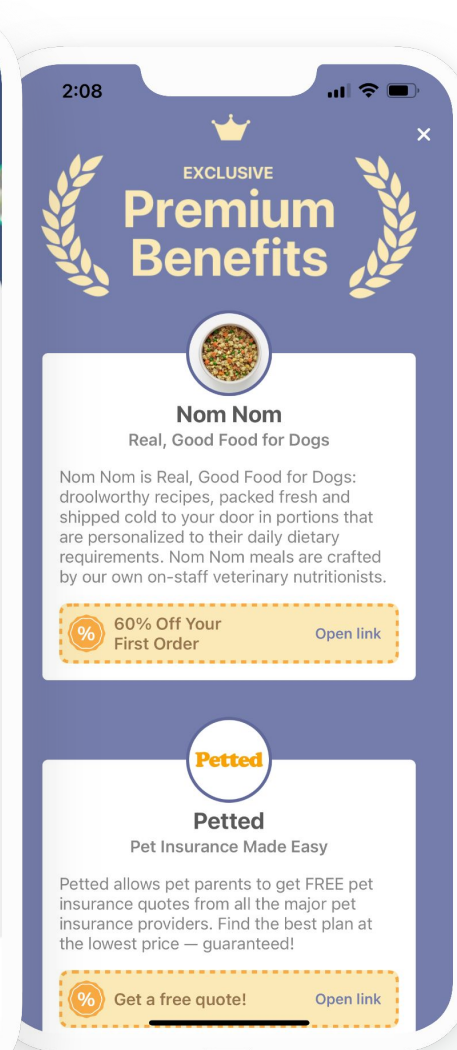 2:08
EXCLUSIVE
Premium
Benefits
Nom Nom
Real, Good Food for Dogs
Nom Nom is Real, Good Food for Dogs:
droolworthy recipes, packed fresh and
shipped cold to your door in portions that
are personalized to their daily dietary
requirements. Nom Nom meals are crafted
by our own on-staff veterinary nutritionists.
%
60% Off Your
First Order
Open link
Petted
Petted
Pet Insurance Made Easy
Petted allows pet parents to get FREE pet
insurance quotes from all the major pet
insurance providers. Find the best plan at
the lowest price — guaranteed!
%
Get a free quote!
Open link